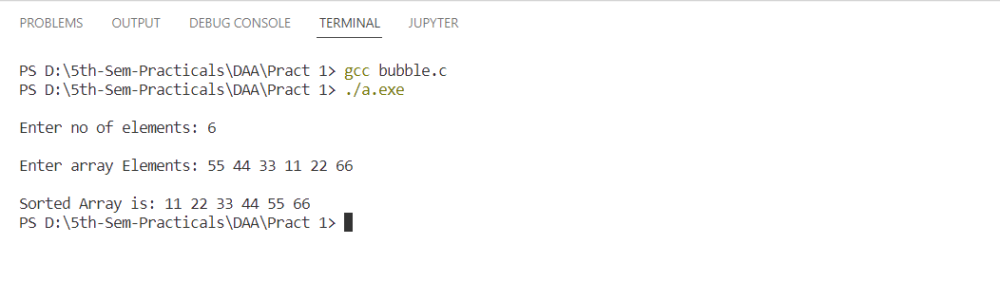 PROBLEMS OUTPUT DEBUG CONSOLE TERMINAL JUPYTER
PS D:\5th-Sem-Practicals\DAA\Pract 1> gcc bubble.c
PS D:\5th-Sem-Practicals\DAA\Pract 1> ./a.exe
Enter no of elements: 6
Enter array Elements: 55 44 33 11 22 66
Sorted Array is: 11 22 33 44 55 66
PS D:\5th-Sem-Practicals\DAA\Pract 1>